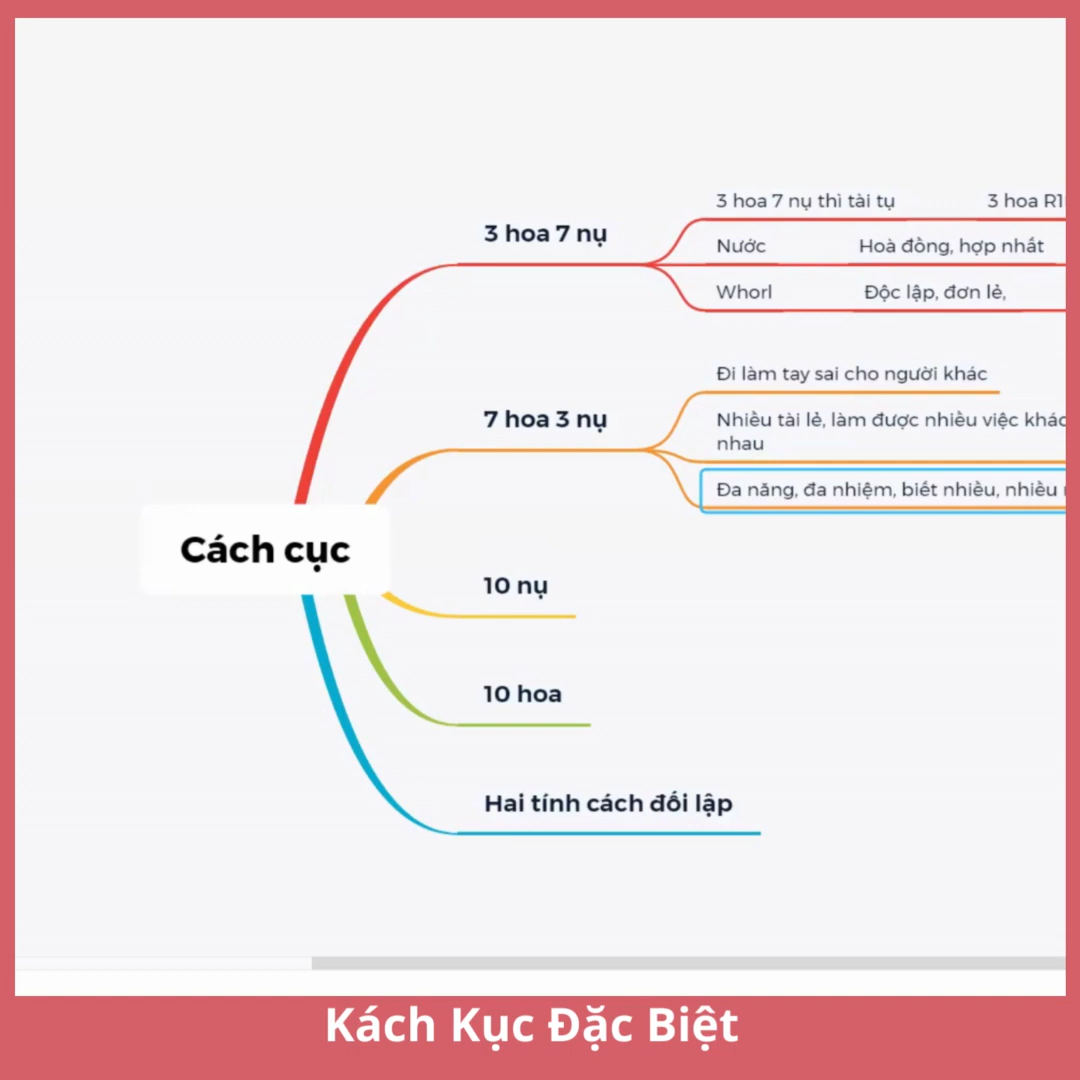 3 hoa 7 nụ
3 hoa 7 nụ thì tài tụ
3 hoa R1
Nước
Hoà đồng, hợp nhất
Whorl
Độc lập, đơn lẻ,
7 hoa 3 nụ
Đi làm tay sai cho người khác
Nhiều tài lẻ, làm được nhiều việc khác
nhau
Đa năng, đa nhiệm, biết nhiều, nhiều
Cách cục
10 nụ
10 hoa
Hai tính cách đối lập
Kách Kục Đặc Biệt